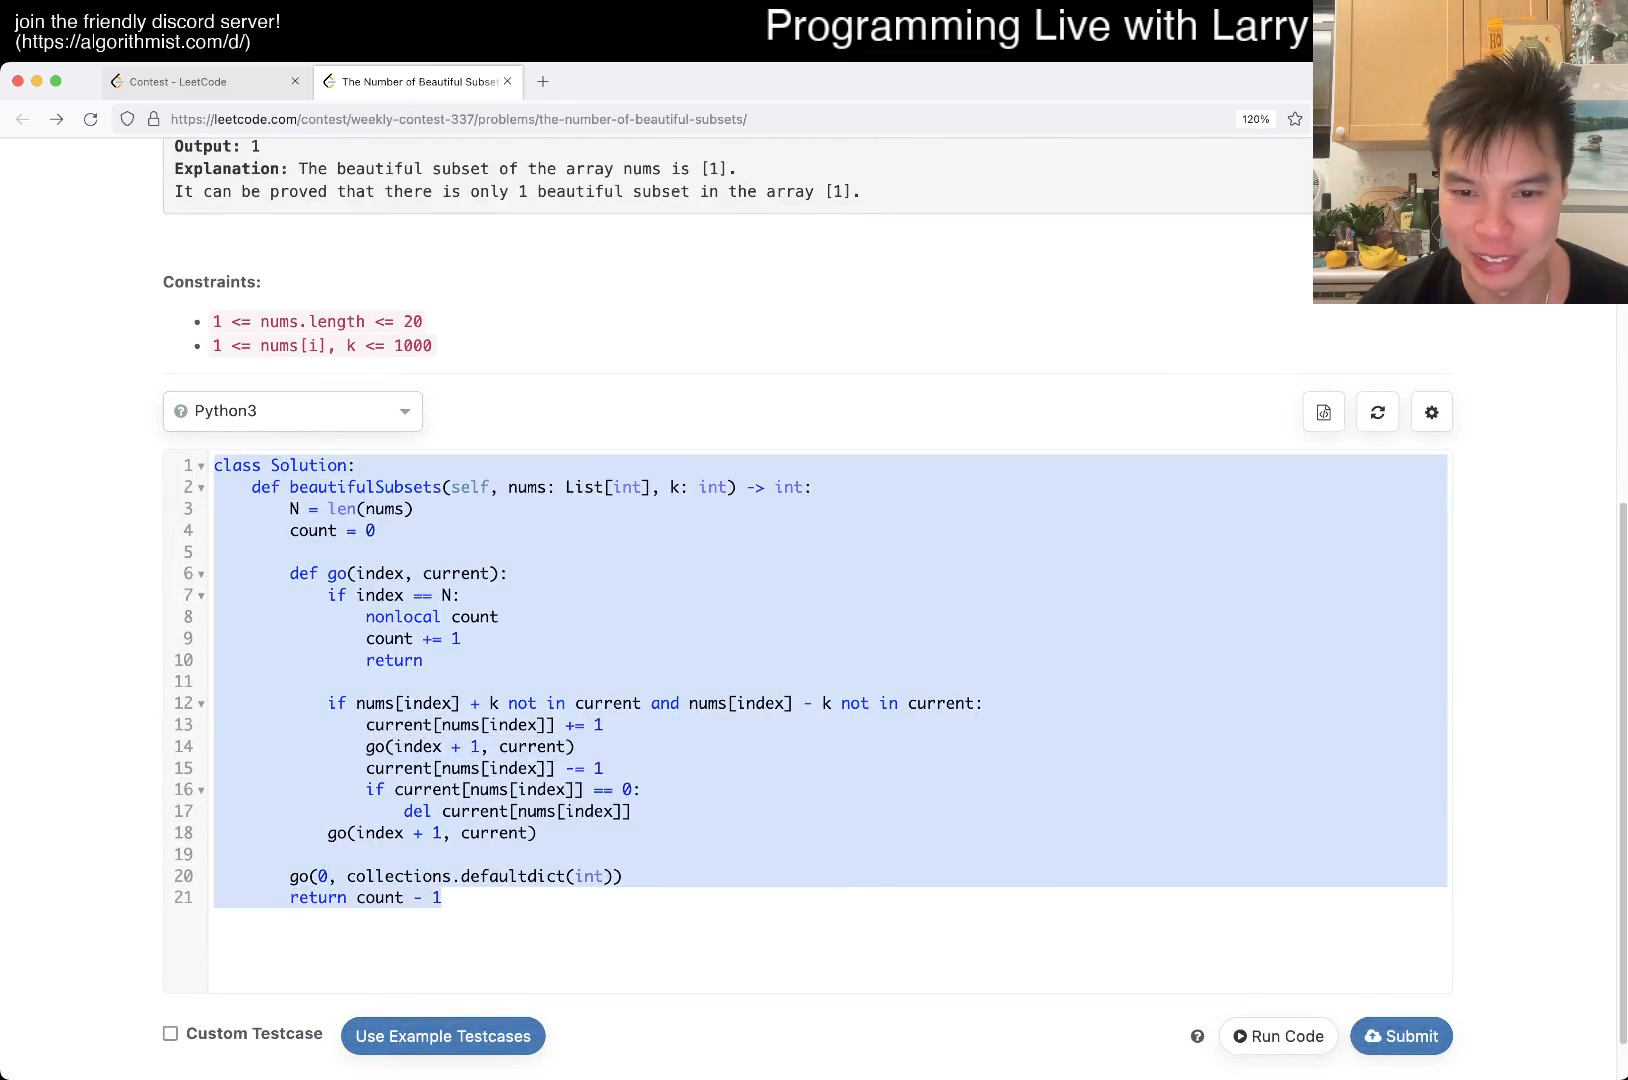 join the friendly discord server!
(https://algorithmist.com/d/)
Programming Live with Larry
Contest - LeetCode
The Number of Beautiful Subset
https://leetcode.com/contest/weekly-contest-337/problems/the-number-of-beautiful-subsets/
120%
Output: 1
Explanation: The beautiful subset of the array nums is [1].
It can be proved that there is only 1 beautiful subset in the array [1].
Constraints:
• 1 <= nums.length <= 20
• 1 <= nums[i], k <= 1000
Python3
1 class Solution:
2 def beautifulSubsets(self, nums: List[int], k: int) -> int:
3 N = len(nums)
4 count = 0
5
6 def go(index, current):
7 if index == N:
8 nonlocal count
9 count += 1
10 return
11
12 if nums[index] + k not in current and nums[index] - k not in current:
13 current[nums[index]] += 1
14 go(index + 1, current)
15 current[nums[index]] -= 1
16 if current[nums[index]] == 0:
17 del current[nums[index]]
18 go(index + 1, current)
19
20 go(0, collections.defaultdict(int))
21 return count - 1
Custom Testcase
Use Example Testcases
Run Code
Submit